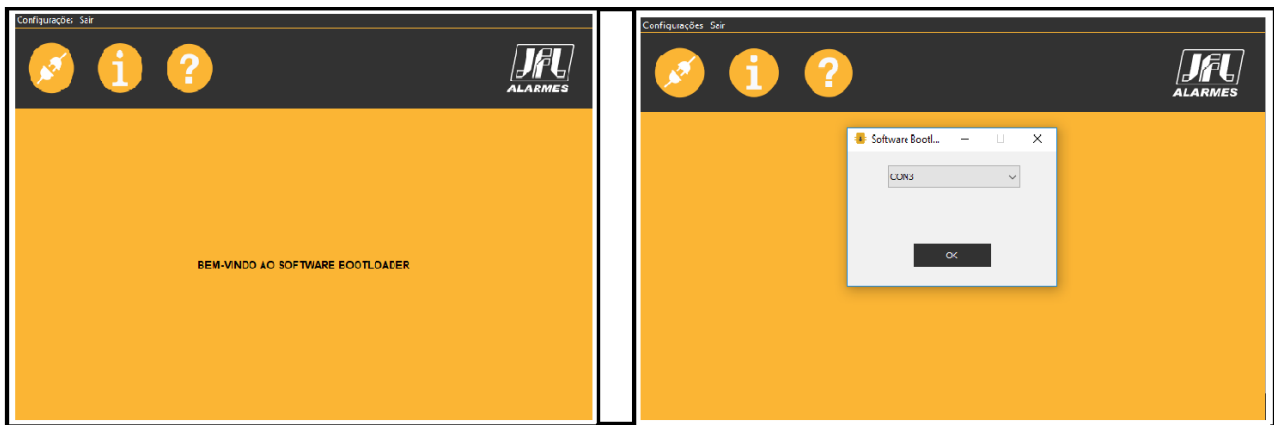 Configurações Sair
i ?
JFL
ALARMES
BEM-VINDO AO SOFTWARE BOOTLOADER
Configurações Sair
i ?
JFL
ALARMES
Software Bootl...
COM3
OK